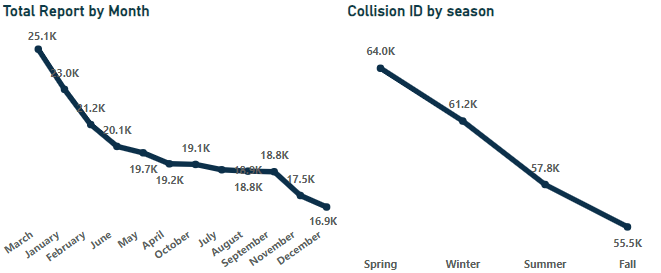 Total Report by Month
25.1K
23.0K
21.2K
20.1K
19.7K
19.2K
19.1K
18.8K
18.8K
17.5K
16.9K
March
January
February
June
May
April
October
July
August
September
November
December
Collision ID by season
64.0K
61.2K
57.8K
55.5K
Spring
Winter
Summer
Fall